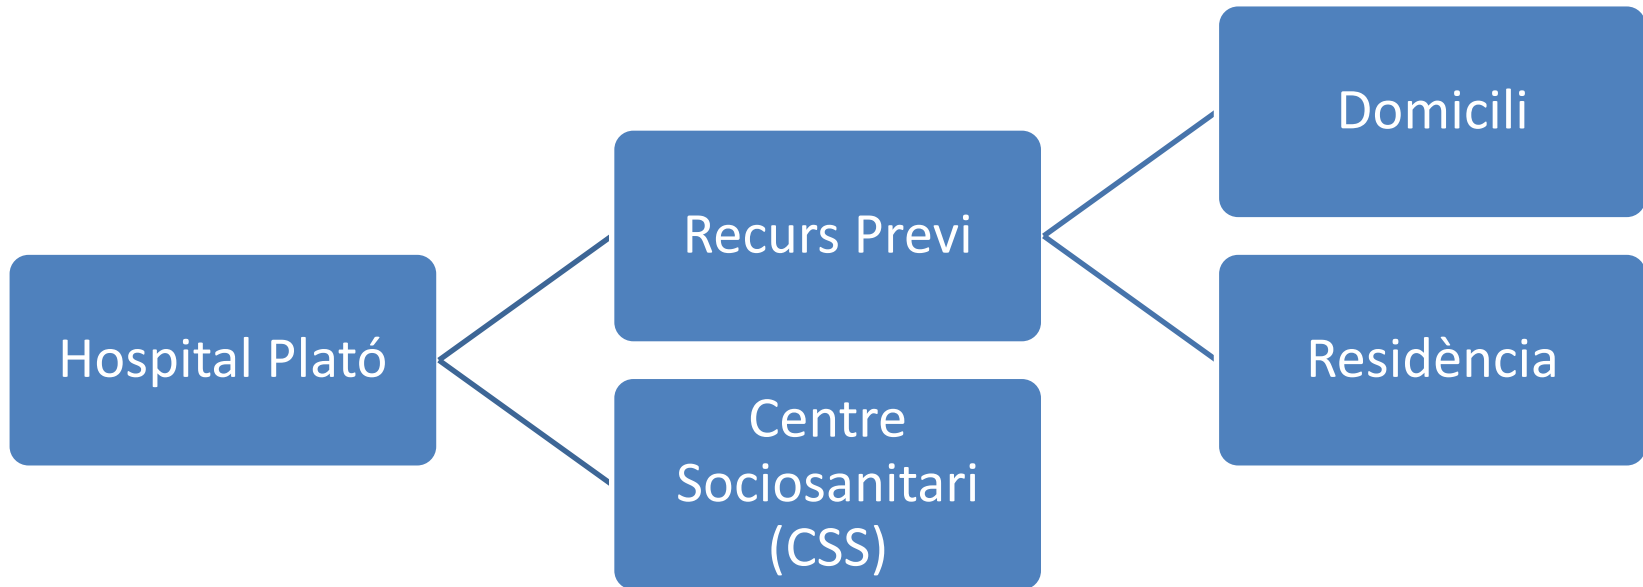 Hospital Plató
Recurs Previ
Centre
Sociosanitari
(CSS)
Domicili
Residència